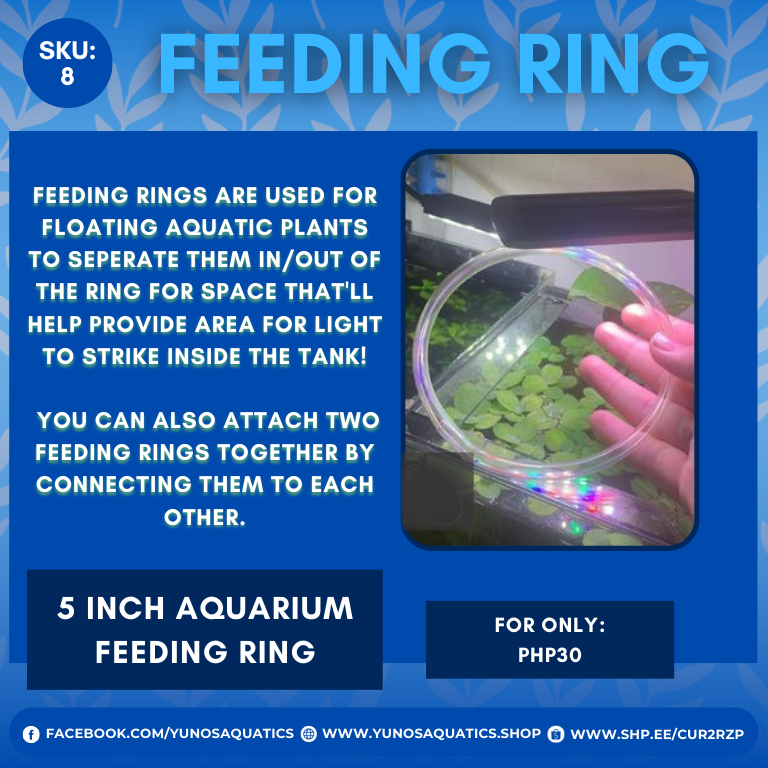 SKU:
8
FEEDING RING
FEEDING RINGS ARE USED FOR
FLOATING AQUATIC PLANTS
TO SEPERATE THEM IN/OUT OF
THE RING FOR SPACE THAT'LL
HELP PROVIDE AREA FOR LIGHT
TO STRIKE INSIDE THE TANK!
YOU CAN ALSO ATTACH TWO
FEEDING RINGS TOGETHER BY
CONNECTING THEM TO EACH
OTHER.
5 INCH AQUARIUM
FEEDING RING
FOR ONLY:
PHP30
FACEBOOK.COM/YUNOSAQUATICS WWW.YUNOSAQUATICS.SHOP WWW.SHP.EE/CUR2RZP